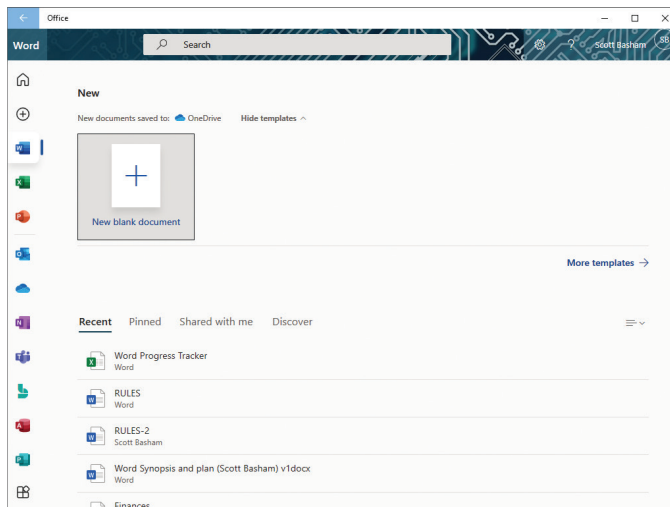 Office
Word
Search
Scott Basham
SB
New
New documents saved to: OneDrive Hide templates
New blank document
More templates →
Recent Pinned Shared with me Discover
Word Progress Tracker
Word
RULES
Word
RULES-2
Scott Basham
Word Synopsis and plan (Scott Basham) v1docx
Word
Finances